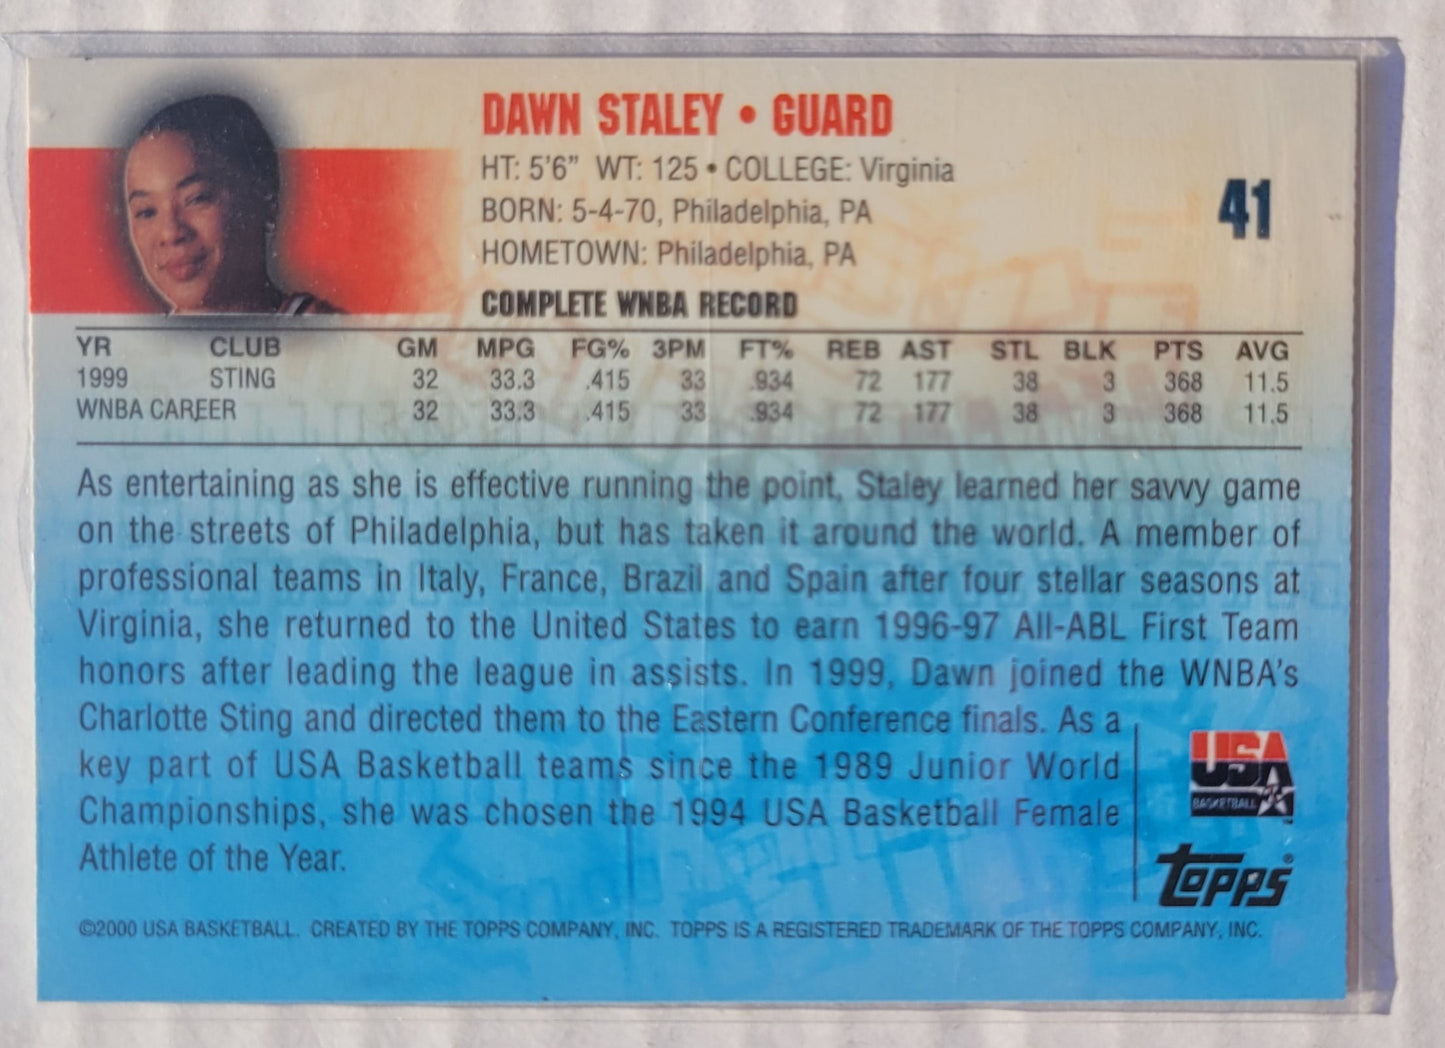 DAWN STALEY • GUARD
HT: 5'6" WT: 125 • COLLEGE: Virginia
BORN: 5-4-70, Philadelphia, PA
HOMETOWN: Philadelphia, PA
41
COMPLETE WNBA RECORD
YR CLUB GM MPG FG% 3PM FT% REB AST STL BLK PTS AVG
1999 STING 32 33.3 .415 33 .934 72 177 38 3 368 11.5
WNBA CAREER 32 33.3 .415 33 .934 72 177 38 3 368 11.5
As entertaining as she is effective running the point, Staley learned her savvy game
on the streets of Philadelphia, but has taken it around the world. A member of
professional teams in Italy, France, Brazil and Spain after four stellar seasons at
Virginia, she returned to the United States to earn 1996-97 All-ABL First Team
honors after leading the league in assists. In 1999, Dawn joined the WNBA's
Charlotte Sting and directed them to the Eastern Conference finals. As a
key part of USA Basketball teams since the 1989 Junior World
Championships, she was chosen the 1994 USA Basketball Female
Athlete of the Year.
USA
BASKETBALL
TOPPS®
©2000 USA BASKETBALL. CREATED BY THE TOPPS COMPANY, INC. TOPPS IS A REGISTERED TRADEMARK OF THE TOPPS COMPANY, INC.